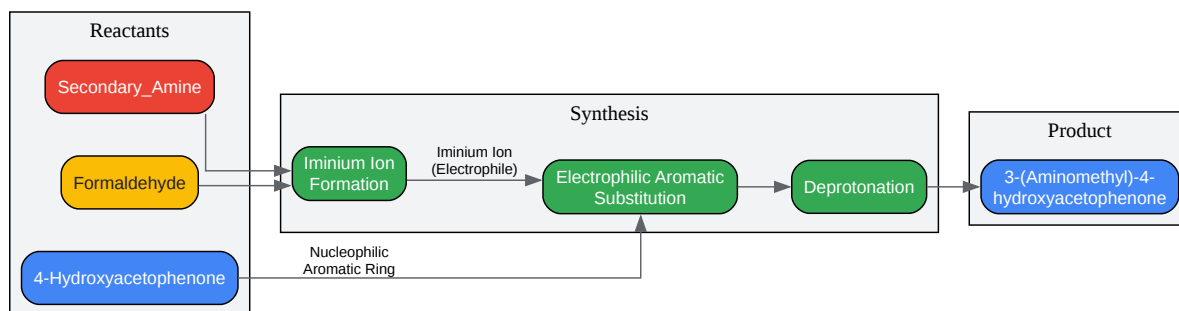 Reactants
Secondary_Amine
Formaldehyde
4-Hydroxyacetophenone
Synthesis
Iminium Ion
Formation
Iminium Ion
(Electrophile)
Electrophilic Aromatic
Substitution
Deprotonation
Nucleophilic
Aromatic Ring
Product
3-(Aminomethyl)-4-
hydroxyacetophenone